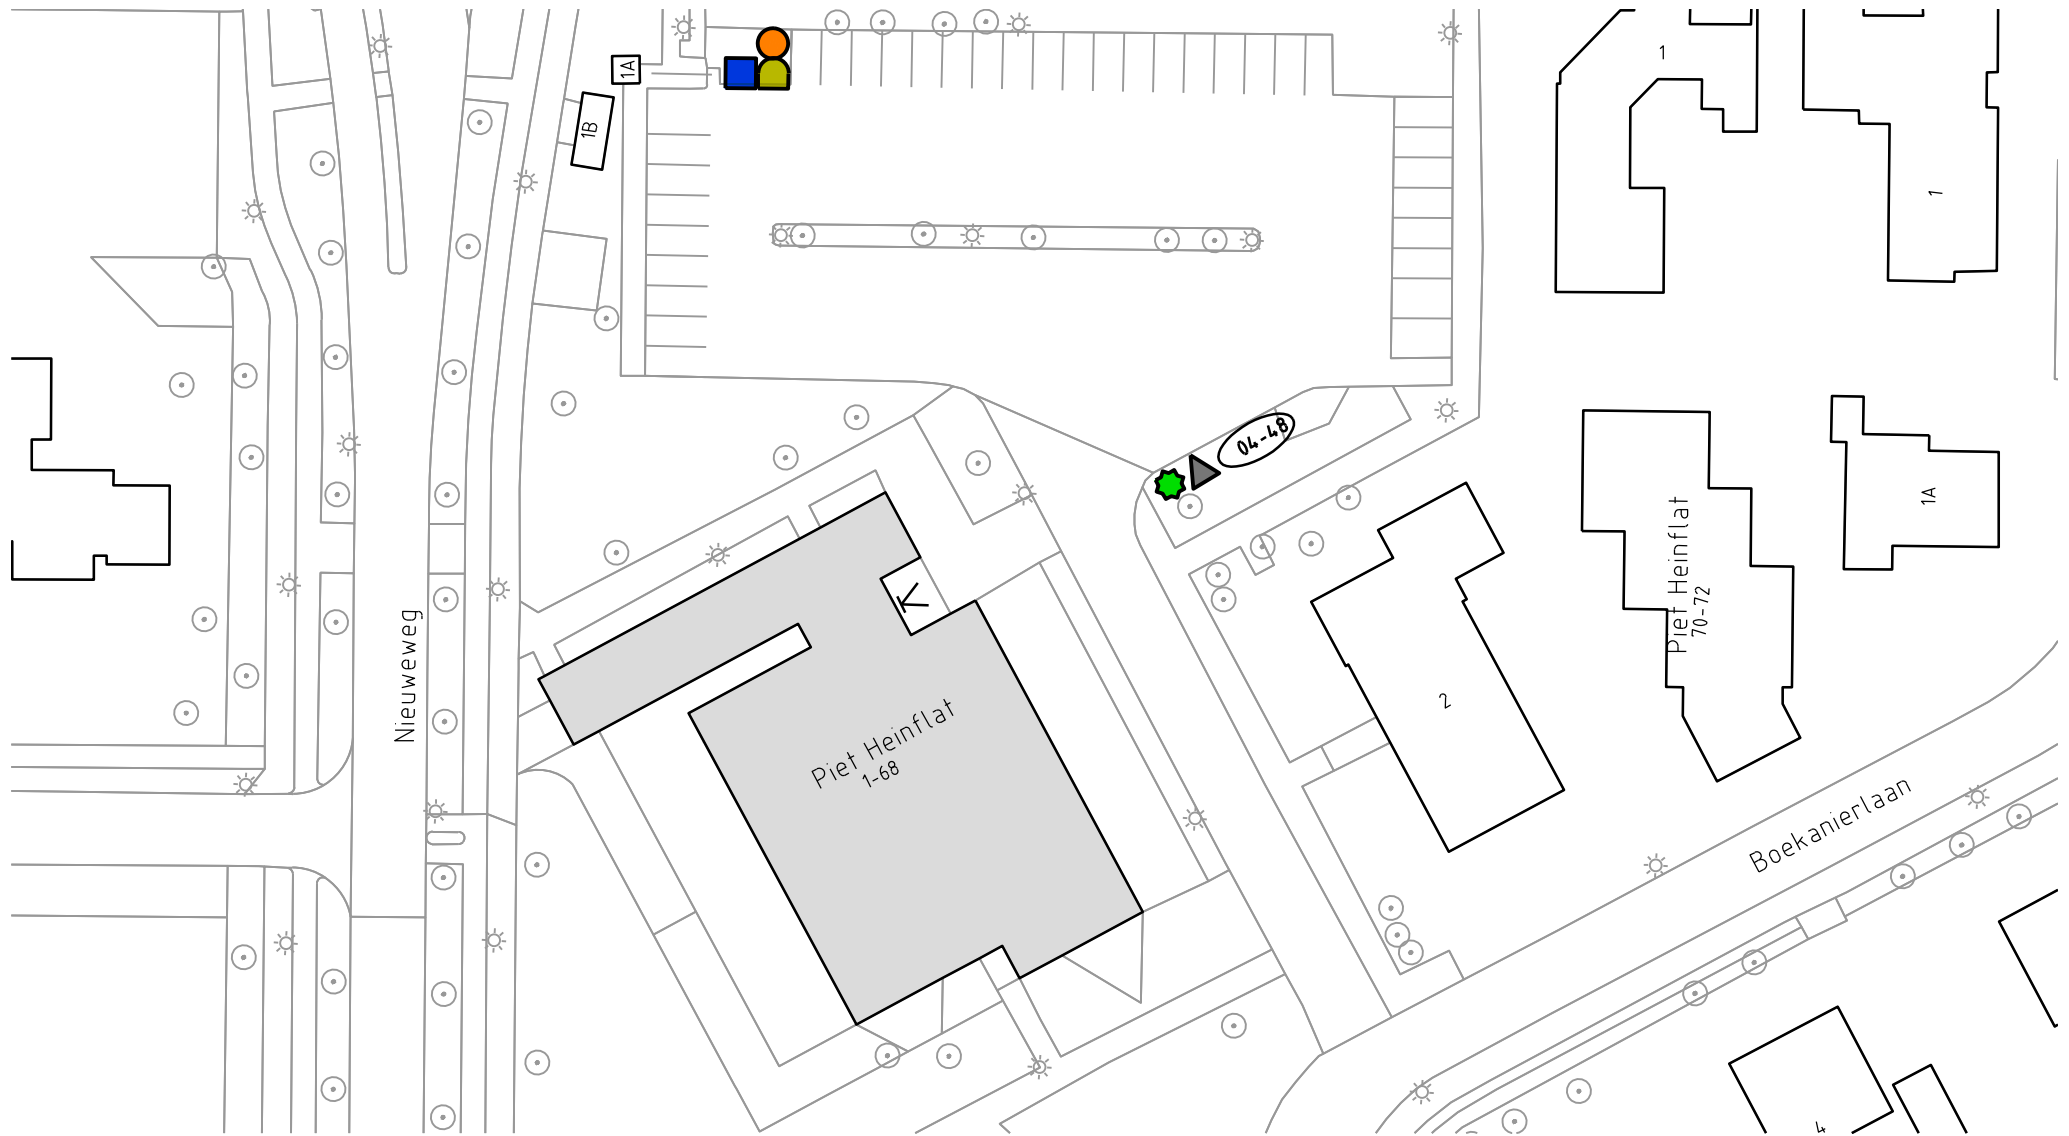 1
1A
1B
1
04-48
1A
Piet Heinflat
70-72
Nieuweweg
K
2
Piet Heinflat
1-68
Boekanierlaan
4